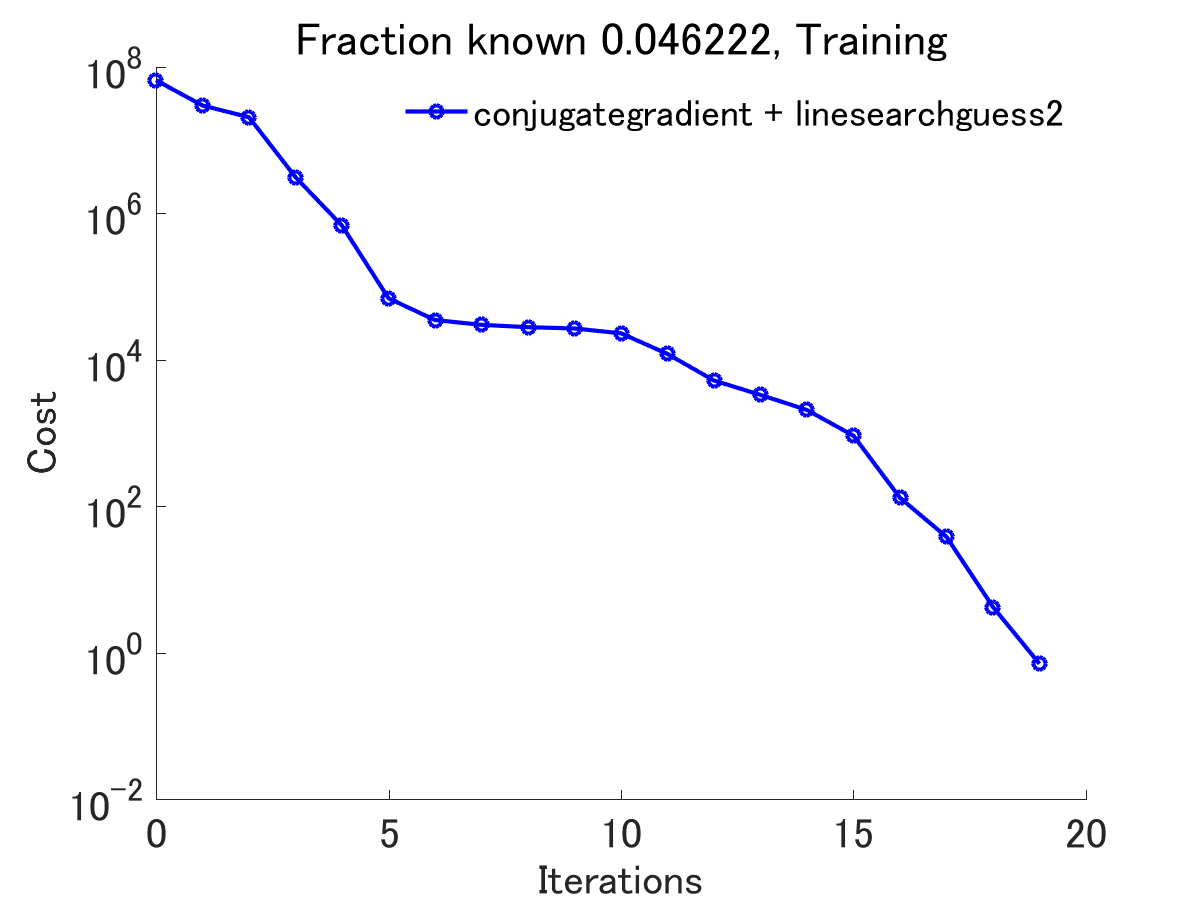 Fraction known 0.046222, Training
conjugategradient + linesearchguess2
10^8
10^6
10^4
10^2
10^0
10^-2
Cost
0 5 10 15 20
Iterations